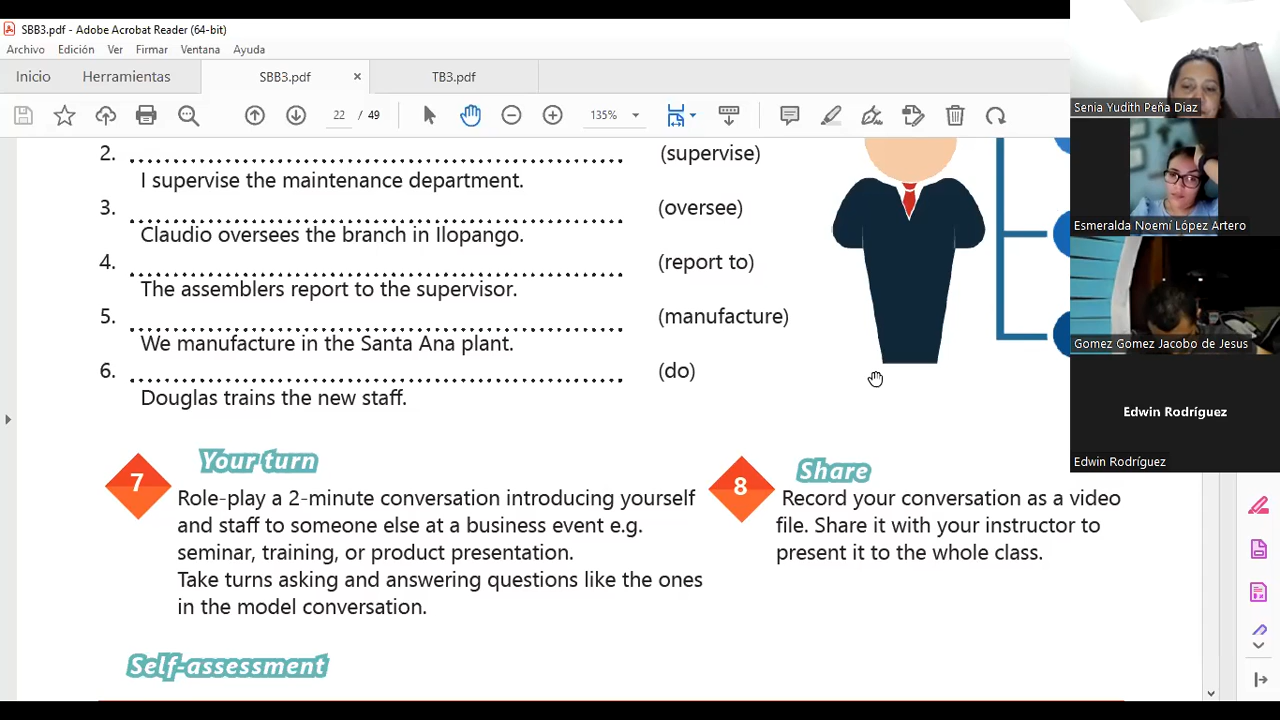 SBB3.pdf - Adobe Acrobat Reader (64-bit)
Archivo Edición Ver Firmar Ventana Ayuda
Inicio Herramientas SBB3.pdf × TB3.pdf
22 / 49 135%
2. (supervise)
I supervise the maintenance department.
3. (oversee)
Claudio oversees the branch in Ilopango.
4. (report to)
The assemblers report to the supervisor.
5. (manufacture)
We manufacture in the Santa Ana plant.
6. (do)
Douglas trains the new staff.
7 Your turn
Role-play a 2-minute conversation introducing yourself
and staff to someone else at a business event e.g.
seminar, training, or product presentation.
Take turns asking and answering questions like the ones
in the model conversation.
8 Share
Record your conversation as a video
file. Share it with your instructor to
present it to the whole class.
Self-assessment
Senia Yudith Peña Diaz
Esmeralda Noemí López Artero
Gomez Gomez Jacobo de Jesus
Edwin Rodríguez
Edwin Rodríguez